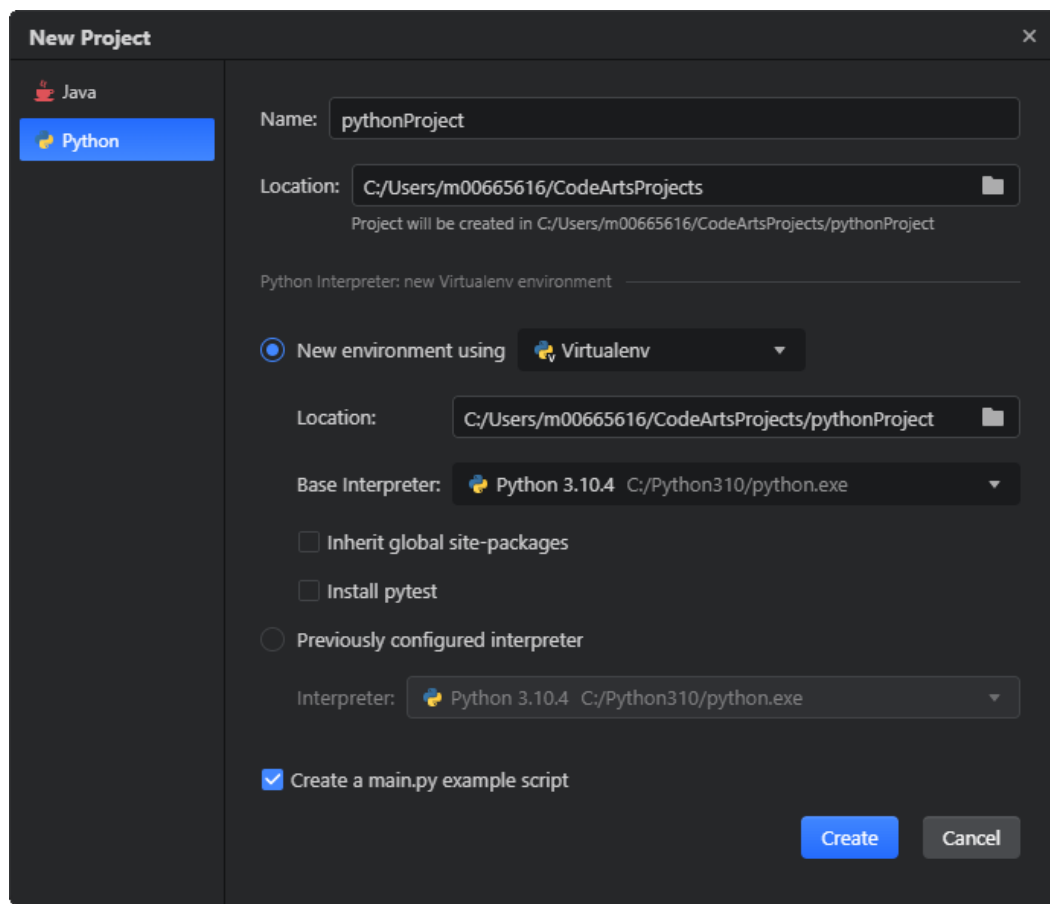 New Project
Java
Python
Name: pythonProject
Location: C:/Users/m00665616/CodeArtsProjects
Project will be created in C:/Users/m00665616/CodeArtsProjects/pythonProject
Python Interpreter: new Virtualenv environment
New environment using Virtualenv
Location: C:/Users/m00665616/CodeArtsProjects/pythonProject
Base Interpreter: Python 3.10.4 C:/Python310/python.exe
Inherit global site-packages
Install pytest
Previously configured interpreter
Interpreter: Python 3.10.4 C:/Python310/python.exe
Create a main.py example script
Create Cancel